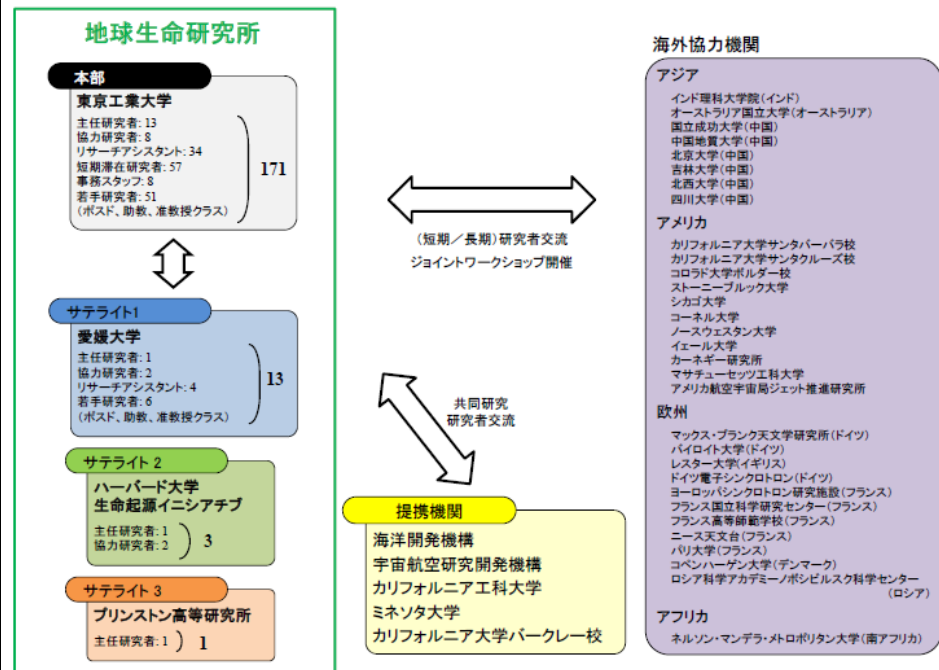 地球生命研究所
本部
東京工業大学
主任研究者: 13
協力研究者: 8
リサーチアシスタント: 34
短期滞在研究者: 57
事務スタッフ: 8
若手研究者: 51
(ポスド、助教、准教授クラス)
171
サテライト1
愛媛大学
主任研究者: 1
協力研究者: 2
リサーチアシスタント: 4
若手研究者: 6
(ポスド、助教、准教授クラス)
13
サテライト 2
ハーバード大学
生命起源イニシアチブ
主任研究者: 1
協力研究者: 2
3
サテライト 3
プリンストン高等研究所
主任研究者: 1
1
(短期／長期)研究者交流
ジョイントワークショップ開催
共同研究
研究者交流
提携機関
海洋開発機構
宇宙航空研究開発機構
カリフォルニア工科大学
ミネソタ大学
カリフォルニア大学バークレー校
海外協力機関
アジア
インド理科大学院(インド)
オーストラリア国立大学(オーストラリア)
国立成功大学(中国)
中国地質大学(中国)
北京大学(中国)
吉林大学(中国)
北西大学(中国)
四川大学(中国)
アメリカ
カリフォルニア大学サンタバーバラ校
カリフォルニア大学サンタクルーズ校
コロラド大学ボルダー校
ストーニーブルック大学
シカゴ大学
コーネル大学
ノースウェスタン大学
イェール大学
カーネギー研究所
マサチューセッツ工科大学
アメリカ航空宇宙局ジェット推進研究所
欧州
マックス・プランク天文学研究所(ドイツ)
バイロイト大学(ドイツ)
レスター大学(イギリス)
ドイツ電子シンクロトロン(ドイツ)
ヨーロッパシンクロトロン研究施設(フランス)
フランス国立科学研究センター(フランス)
フランス高等師範学校(フランス)
ニース天文台(フランス)
パリ大学(フランス)
コペンハーゲン大学(デンマーク)
ロシア科学アカデミーノボシビルスク科学センター
(ロシア)
アフリカ
ネルソン・マンデラ・メトロポリタン大学(南アフリカ)